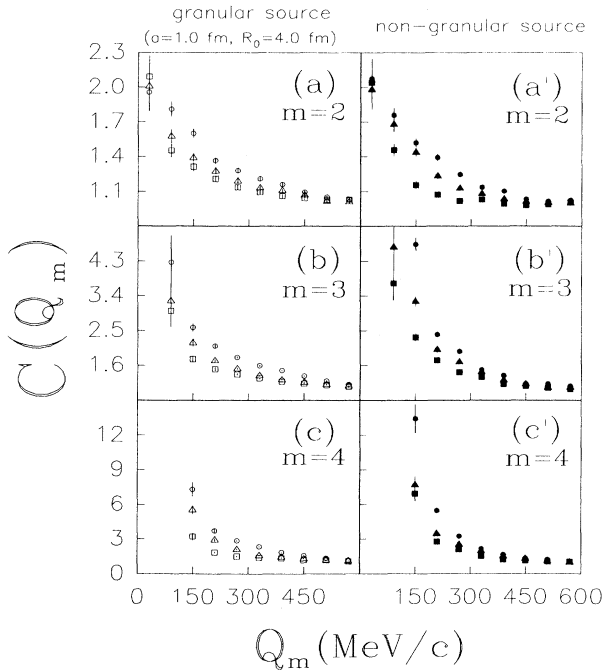 granular source
(a=1.0 fm, R₀=4.0 fm)
non-granular source
2.3
2.0
1.7
1.4
1.1
(a)
m=2
(a')
m=2
4.3
3.4
2.5
1.6
(b)
m=3
(b')
m=3
12
9
6
3
0
(c)
m=4
(c')
m=4
C(Qₘ)
150 300 450 150 300 450 600
Qₘ(MeV/c)